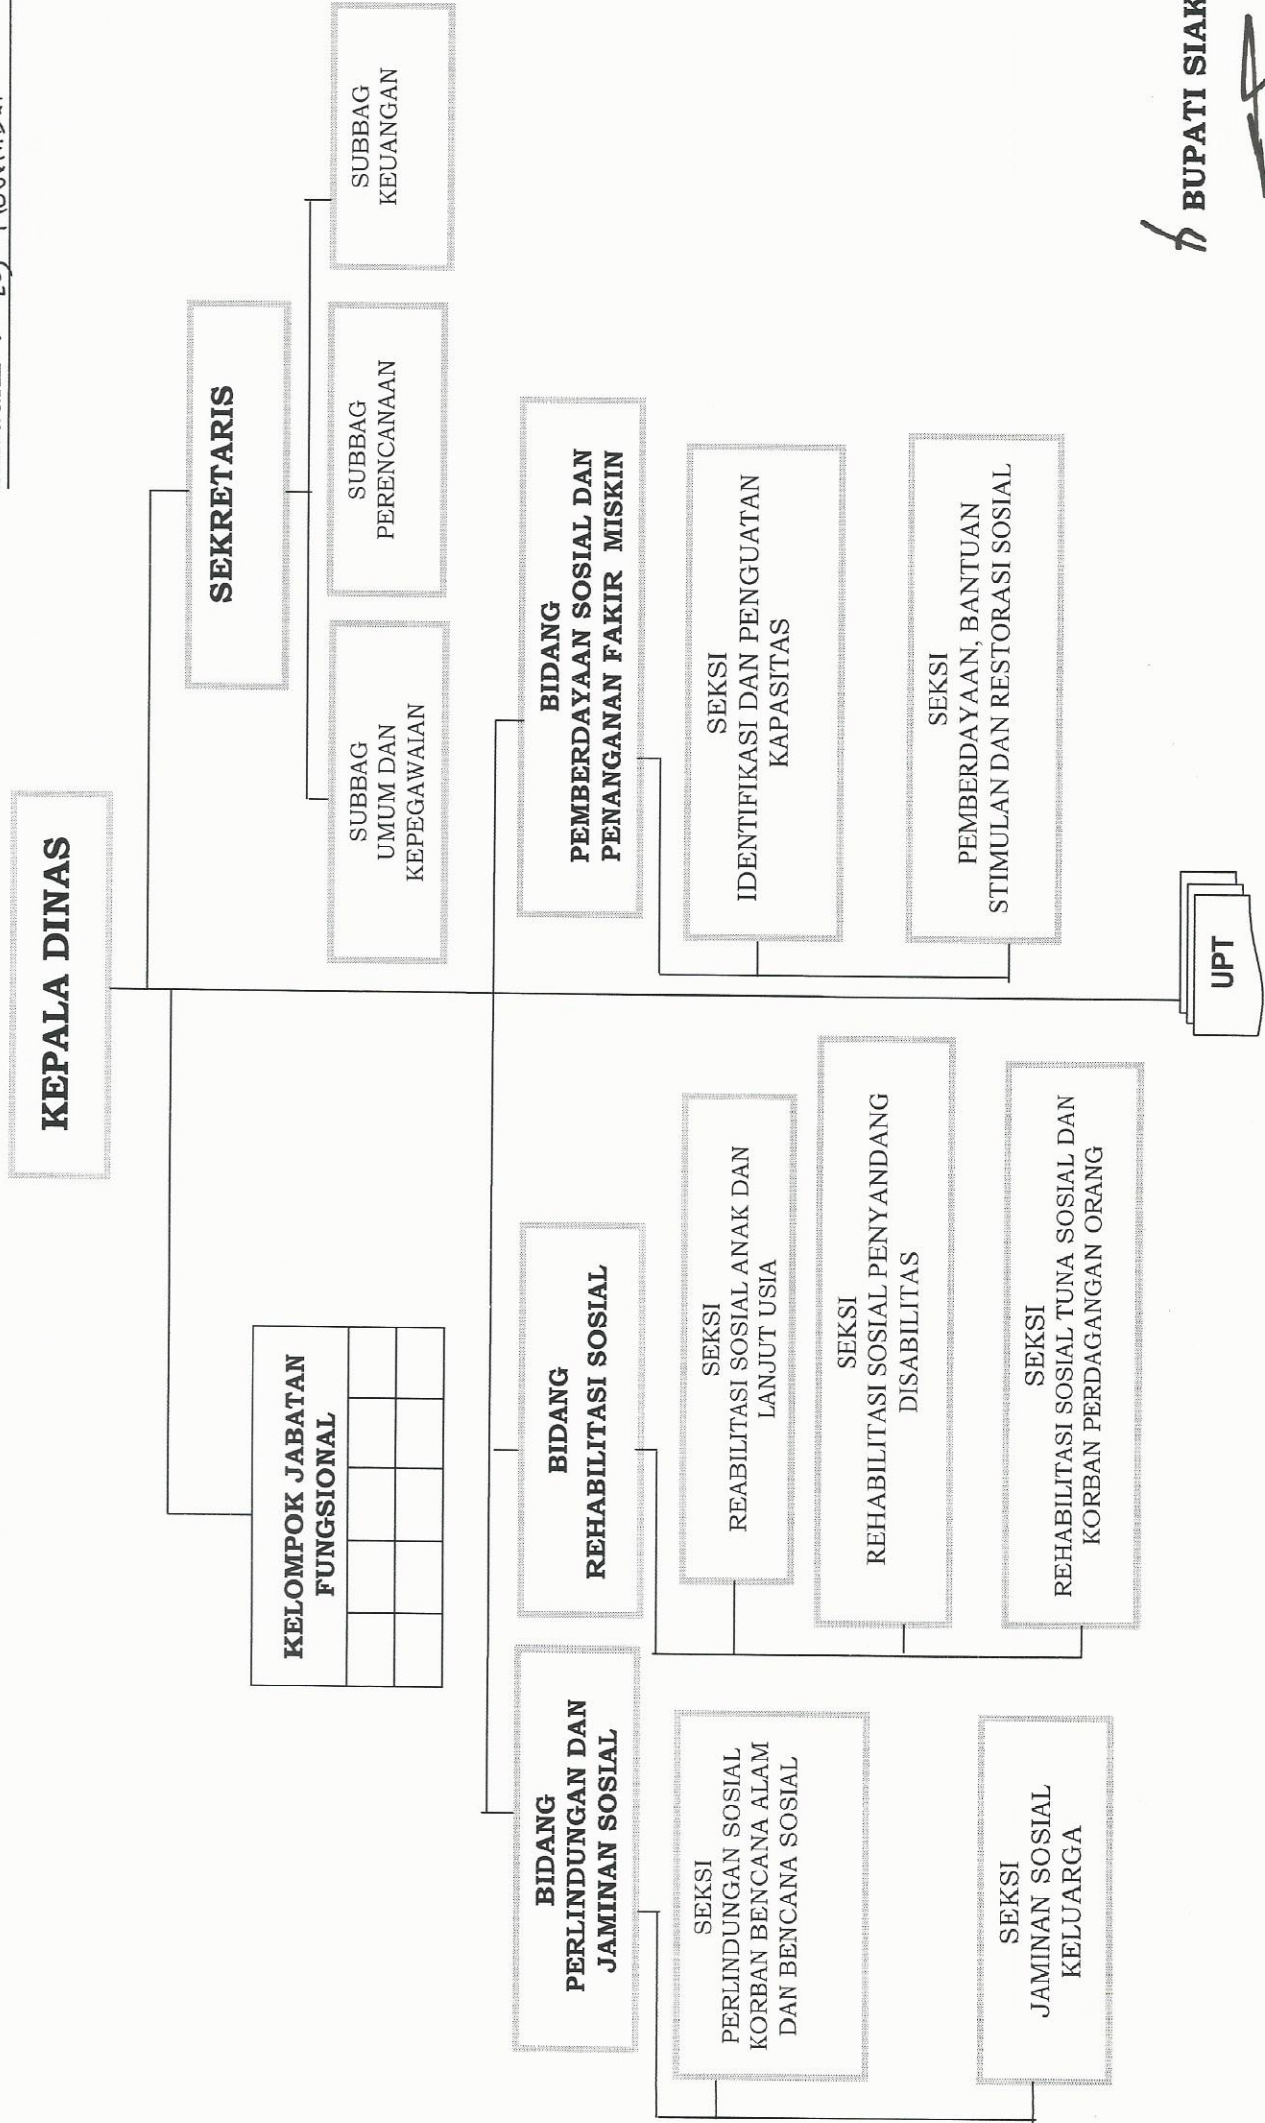 KEPALA DINAS
SEKRETARIS
KELOMPOK JABATAN
FUNGSIONAL
SUBBAG
UMUM DAN
KEPEGAWAIAN
SUBBAG
PERENCANAAN
SUBBAG
KEUANGAN
BIDANG
PERLINDUNGAN DAN
JAMINAN SOSIAL
BIDANG
REHABILITASI SOSIAL
BIDANG
PEMBERDAYAAN SOSIAL DAN
PENANGANAN FAKIR MISKIN
SEKSI
PERLINDUNGAN SOSIAL
KORBAN BENCANA ALAM
DAN BENCANA SOSIAL
SEKSI
JAMINAN SOSIAL
KELUARGA
SEKSI
REABILITASI SOSIAL ANAK DAN
LANJUT USIA
SEKSI
REHABILITASI SOSIAL PENYANDANG
DISABILITAS
SEKSI
REHABILITASI SOSIAL TUNA SOSIAL DAN
KORBAN PERDAGANGAN ORANG
SEKSI
IDENTIFIKASI DAN PENGUATAN
KAPASITAS
SEKSI
PEMBERDAYAAN, BANTUAN
STIMULAN DAN RESTORASI SOSIAL
UPT
BUPATI SIAK